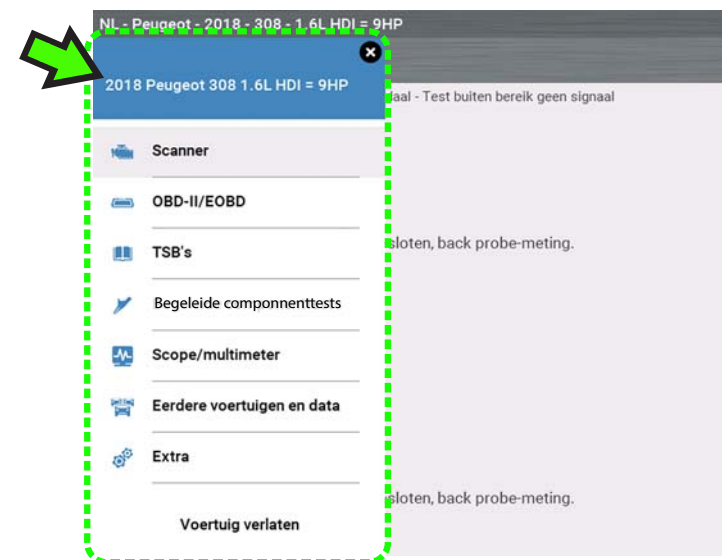 NL - Peugeot - 2018 - 308 - 1.6L HDI = 9HP
2018 Peugeot 308 1.6L HDI = 9HP
- Test buiten bereik geen signaal
Scanner
OBD-II/EOBD
TSB's
sloten, back probe-meting.
Begeleide componnenttests
Scope/multimeter
Eerdere voertuigen en data
Extra
sloten, back probe-meting.
Voertuig verlaten